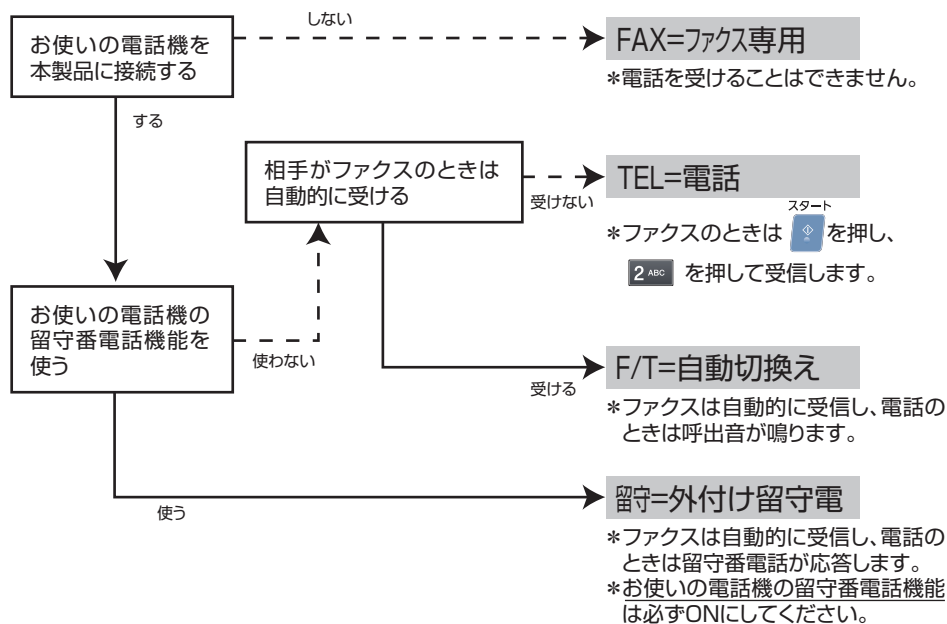 お使いの電話機を
本製品に接続する
しない
FAX=ファクス専用
*電話を受けることはできません。
する
相手がファクスのときは
自動的に受ける
受けない
TEL=電話
スタート
*ファクスのときは を押し、
2 ABC を押して受信します。
お使いの電話機の
留守番電話機能を
使う
使わない
受ける
F/T=自動切換え
*ファクスは自動的に受信し、電話の
ときは呼出音が鳴ります。
使う
留守=外付け留守電
*ファクスは自動的に受信し、電話の
ときは留守番電話が応答します。
*お使いの電話機の留守番電話機能
は必ずONにしてください。